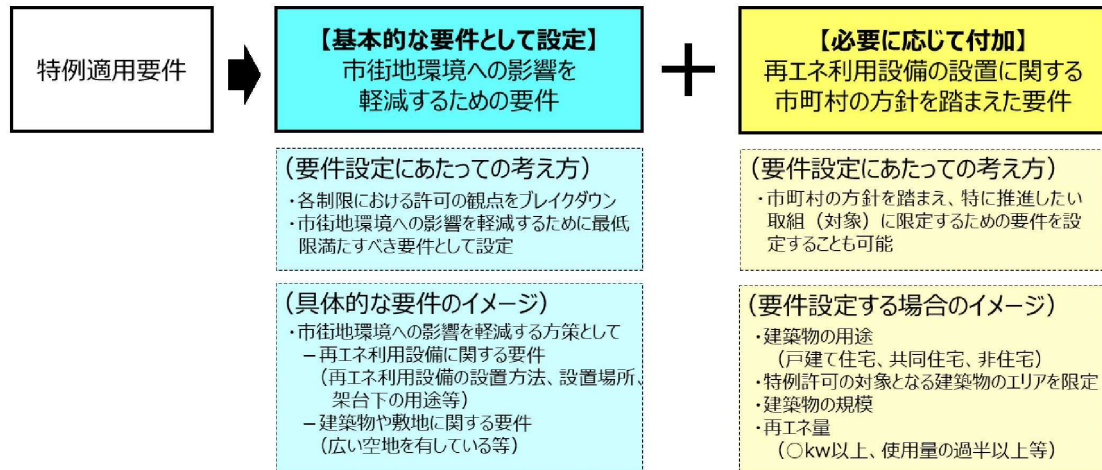 特例適用要件
【基本的な要件として設定】
市街地環境への影響を
軽減するための要件
＋
【必要に応じて付加】
再エネ利用設備の設置に関する
市町村の方針を踏まえた要件
（要件設定にあたっての考え方）
・各制限における許可の観点をブレイクダウン
・市街地環境への影響を軽減するために最低
限満たすべき要件として設定
（要件設定にあたっての考え方）
・市町村の方針を踏まえ、特に推進したい
取組（対象）に限定するための要件を設
定することも可能
（具体的な要件のイメージ）
・市街地環境への影響を軽減する方策として
－再エネ利用設備に関する要件
（再エネ利用設備の設置方法、設置場所、
架台下の用途等）
－建築物や敷地に関する要件
（広い空地を有している等）
（要件設定する場合のイメージ）
・建築物の用途
（戸建て住宅、共同住宅、非住宅）
・特例許可の対象となる建築物のエリアを限定
・建築物の規模
・再エネ量
（○kw以上、使用量の過半以上等）